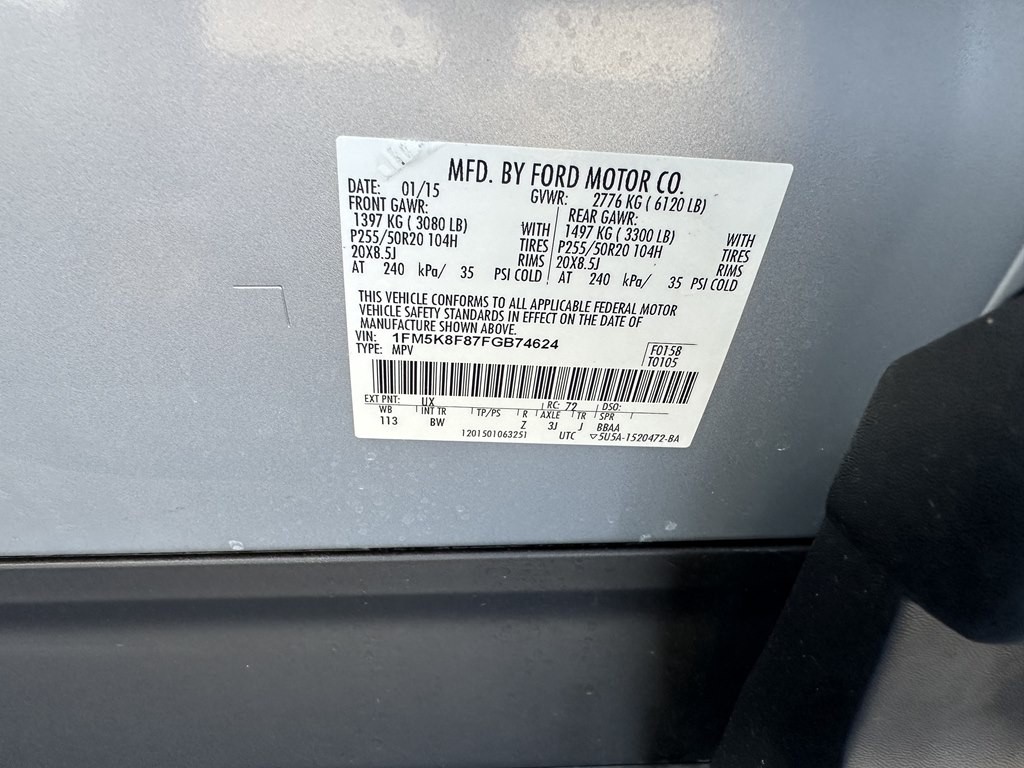 MFD. BY FORD MOTOR CO.
DATE: 01/15 GVWR: 2776 KG ( 6120 LB)
FRONT GAWR: REAR GAWR:
1397 KG ( 3080 LB) WITH 1497 KG ( 3300 LB) WITH
P255/50R20 104H TIRES P255/50R20 104H TIRES
20X8.5J RIMS 20X8.5J RIMS
AT 240 kPa/ 35 PSI COLD AT 240 kPa/ 35 PSI COLD
THIS VEHICLE CONFORMS TO ALL APPLICABLE FEDERAL MOTOR
VEHICLE SAFETY STANDARDS IN EFFECT ON THE DATE OF
MANUFACTURE SHOWN ABOVE.
VIN: 1FM5K8F87FGB74624
TYPE: MPV
F0158
T0105
EXT PNT: UX RC: 72 DSO:
WB INT TR TP/PS R AXLE TR SPR
113 BW Z 3J J BBAA
1201501063251 UTC ▽5U5A-1520472-BA